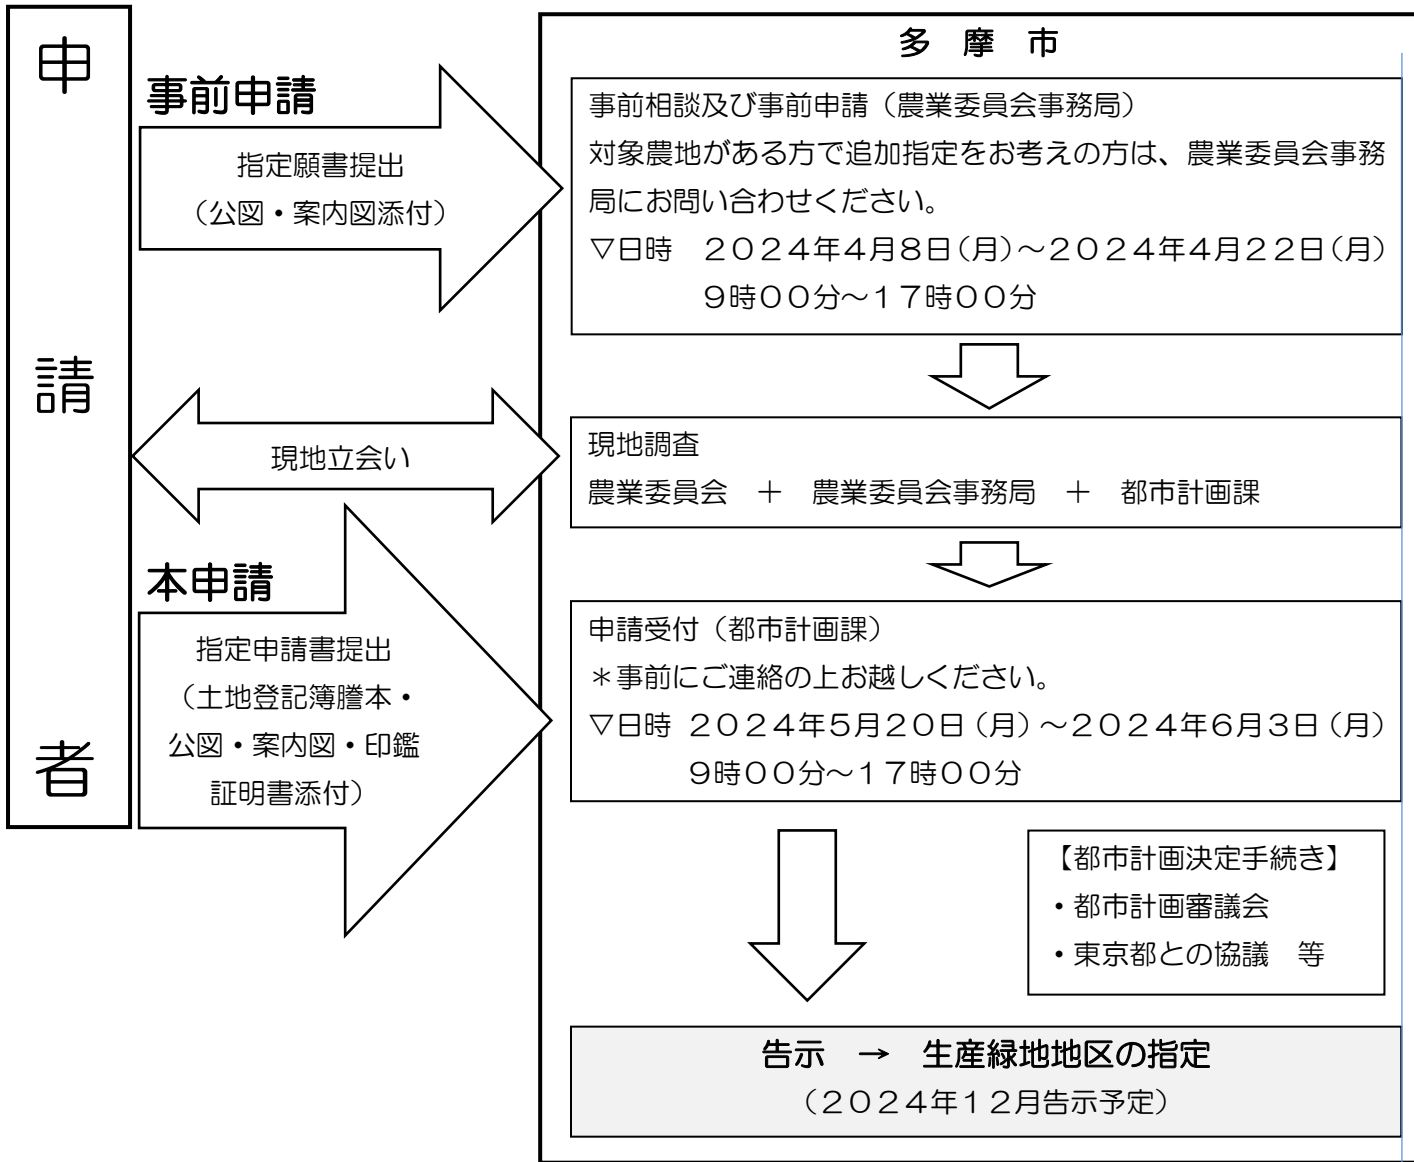 申請者
多　摩　市
事前申請
指定願書提出
（公図・案内図添付）
事前相談及び事前申請（農業委員会事務局）
対象農地がある方で追加指定をお考えの方は、農業委員会事務
局にお問い合わせください。
▽日時　２０２４年４月８日（月）～２０２４年４月２２日（月）
９時００分～１７時００分
現地立会い
現地調査
農業委員会　＋　農業委員会事務局　＋　都市計画課
本申請
指定申請書提出
（土地登記簿謄本・
公図・案内図・印鑑
証明書添付）
申請受付（都市計画課）
＊事前にご連絡の上お越しください。
▽日時 ２０２４年５月２０日（月）～２０２４年６月３日（月）
９時００分～１７時００分
【都市計画決定手続き】
・都市計画審議会
・東京都との協議　等
告示　→　生産緑地地区の指定
（２０２４年１２月告示予定）